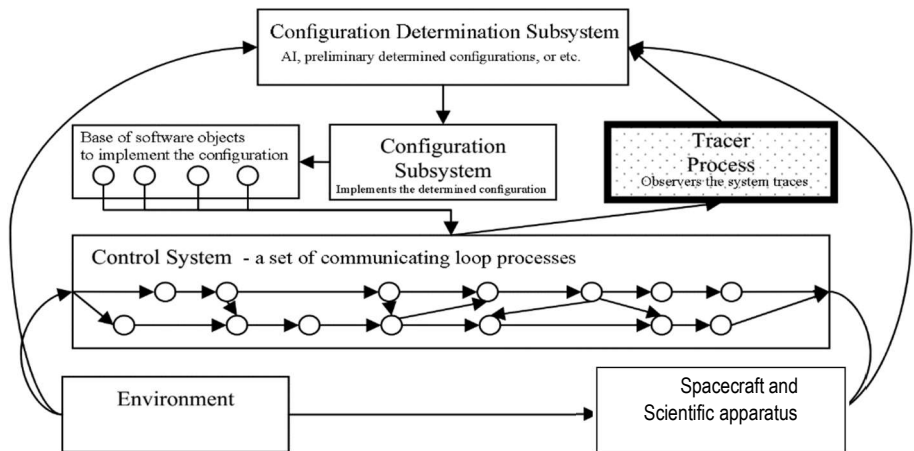 Configuration Determination Subsystem
AI, preliminary determined configurations, or etc.
Base of software objects
to implement the configuration
Configuration
Subsystem
Implements the determined configuration
Tracer
Process
Observers the system traces
Control System - a set of communicating loop processes
Environment
Spacecraft and
Scientific apparatus